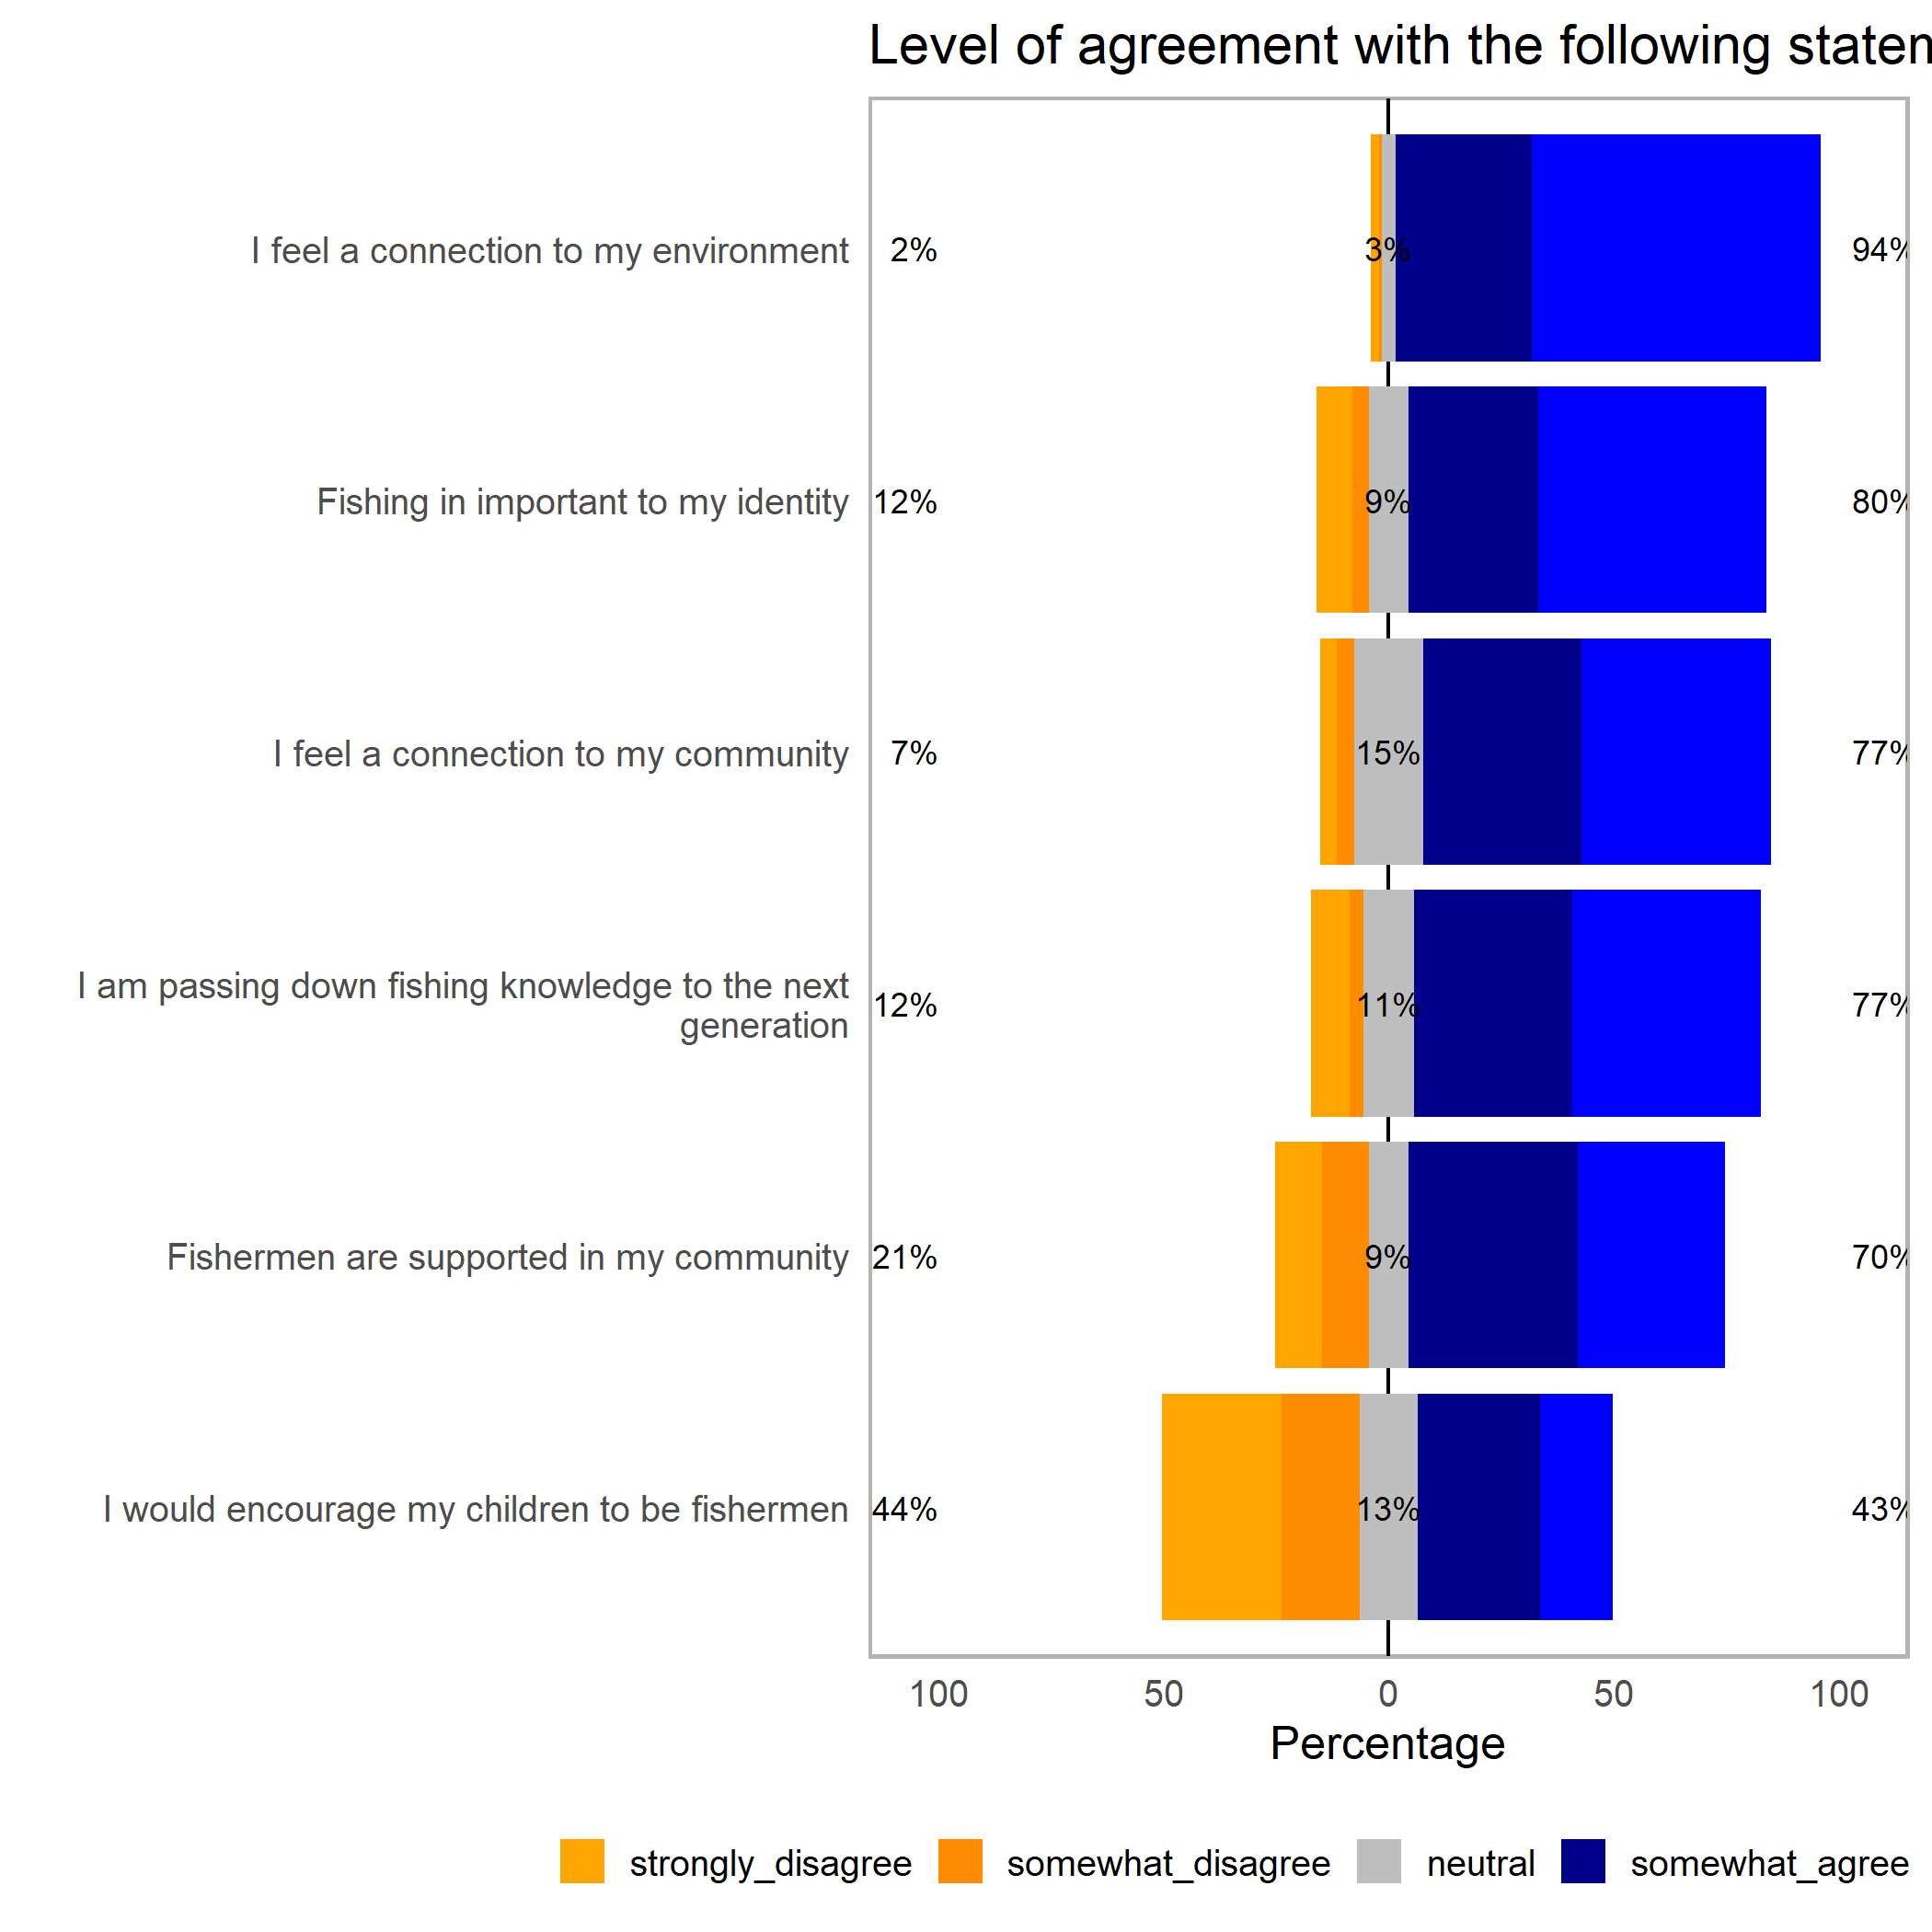 Level of agreement with the following
I feel a connection to my environment
2% 3% 94%
Fishing in important to my identity
12% 9% 80%
I feel a connection to my community
7% 15% 77%
I am passing down fishing knowledge to the next
generation
12% 11% 77%
Fishermen are supported in my community
21% 9% 70%
I would encourage my children to be fishermen
44% 13% 43%
100 50 0 50 100
Percentage
strongly_disagree somewhat_disagree neutral somewhat_agree